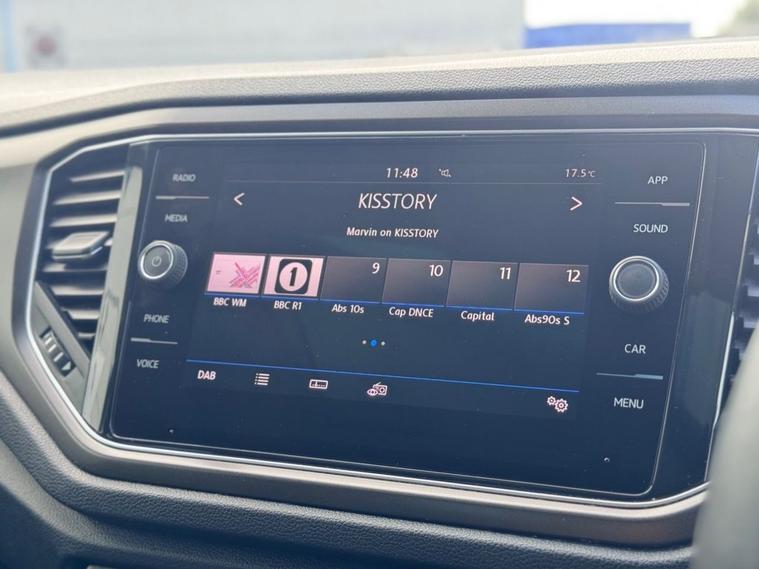 11:48
17.5°C
RADIO
MEDIA
PHONE
VOICE
< KISSTORY >
Marvin on KISSTORY
1 9 10 11 12
BBC WM BBC R1 Abs 10s Cap DNCE Capital Abs90s S
DAB
APP
SOUND
CAR
MENU